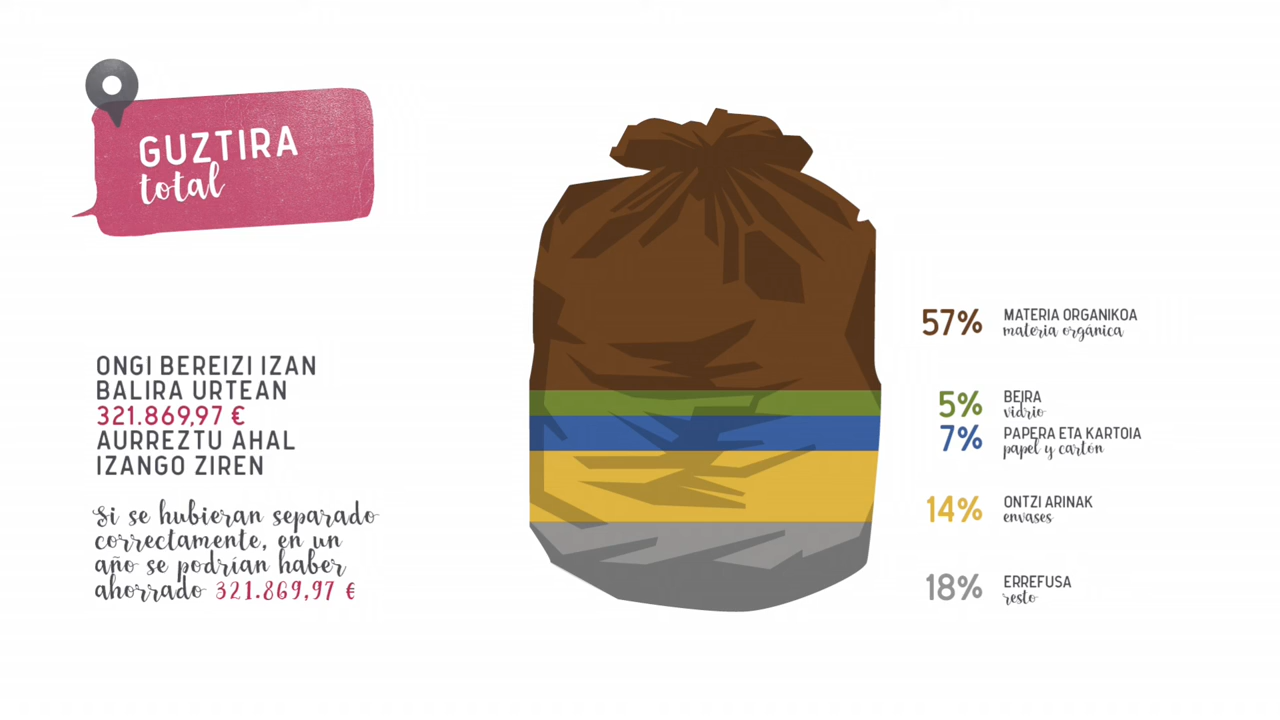 GUZTIRA
total
ONGI BEREIZI IZAN
BALIRA URTEAN
321.869,97 €
AURREZTU AHAL
IZANGO ZIREN
Si se hubieran separado
correctamente, en un
año se podrían haber
ahorrado 321.869,97 €
57% MATERIA ORGANIKOA
materia orgánica
5% BEIRA
vidrio
7% PAPERA ETA KARTOIA
papel y cartón
14% ONTZI ARINAK
envases
18% ERREFUSA
resto